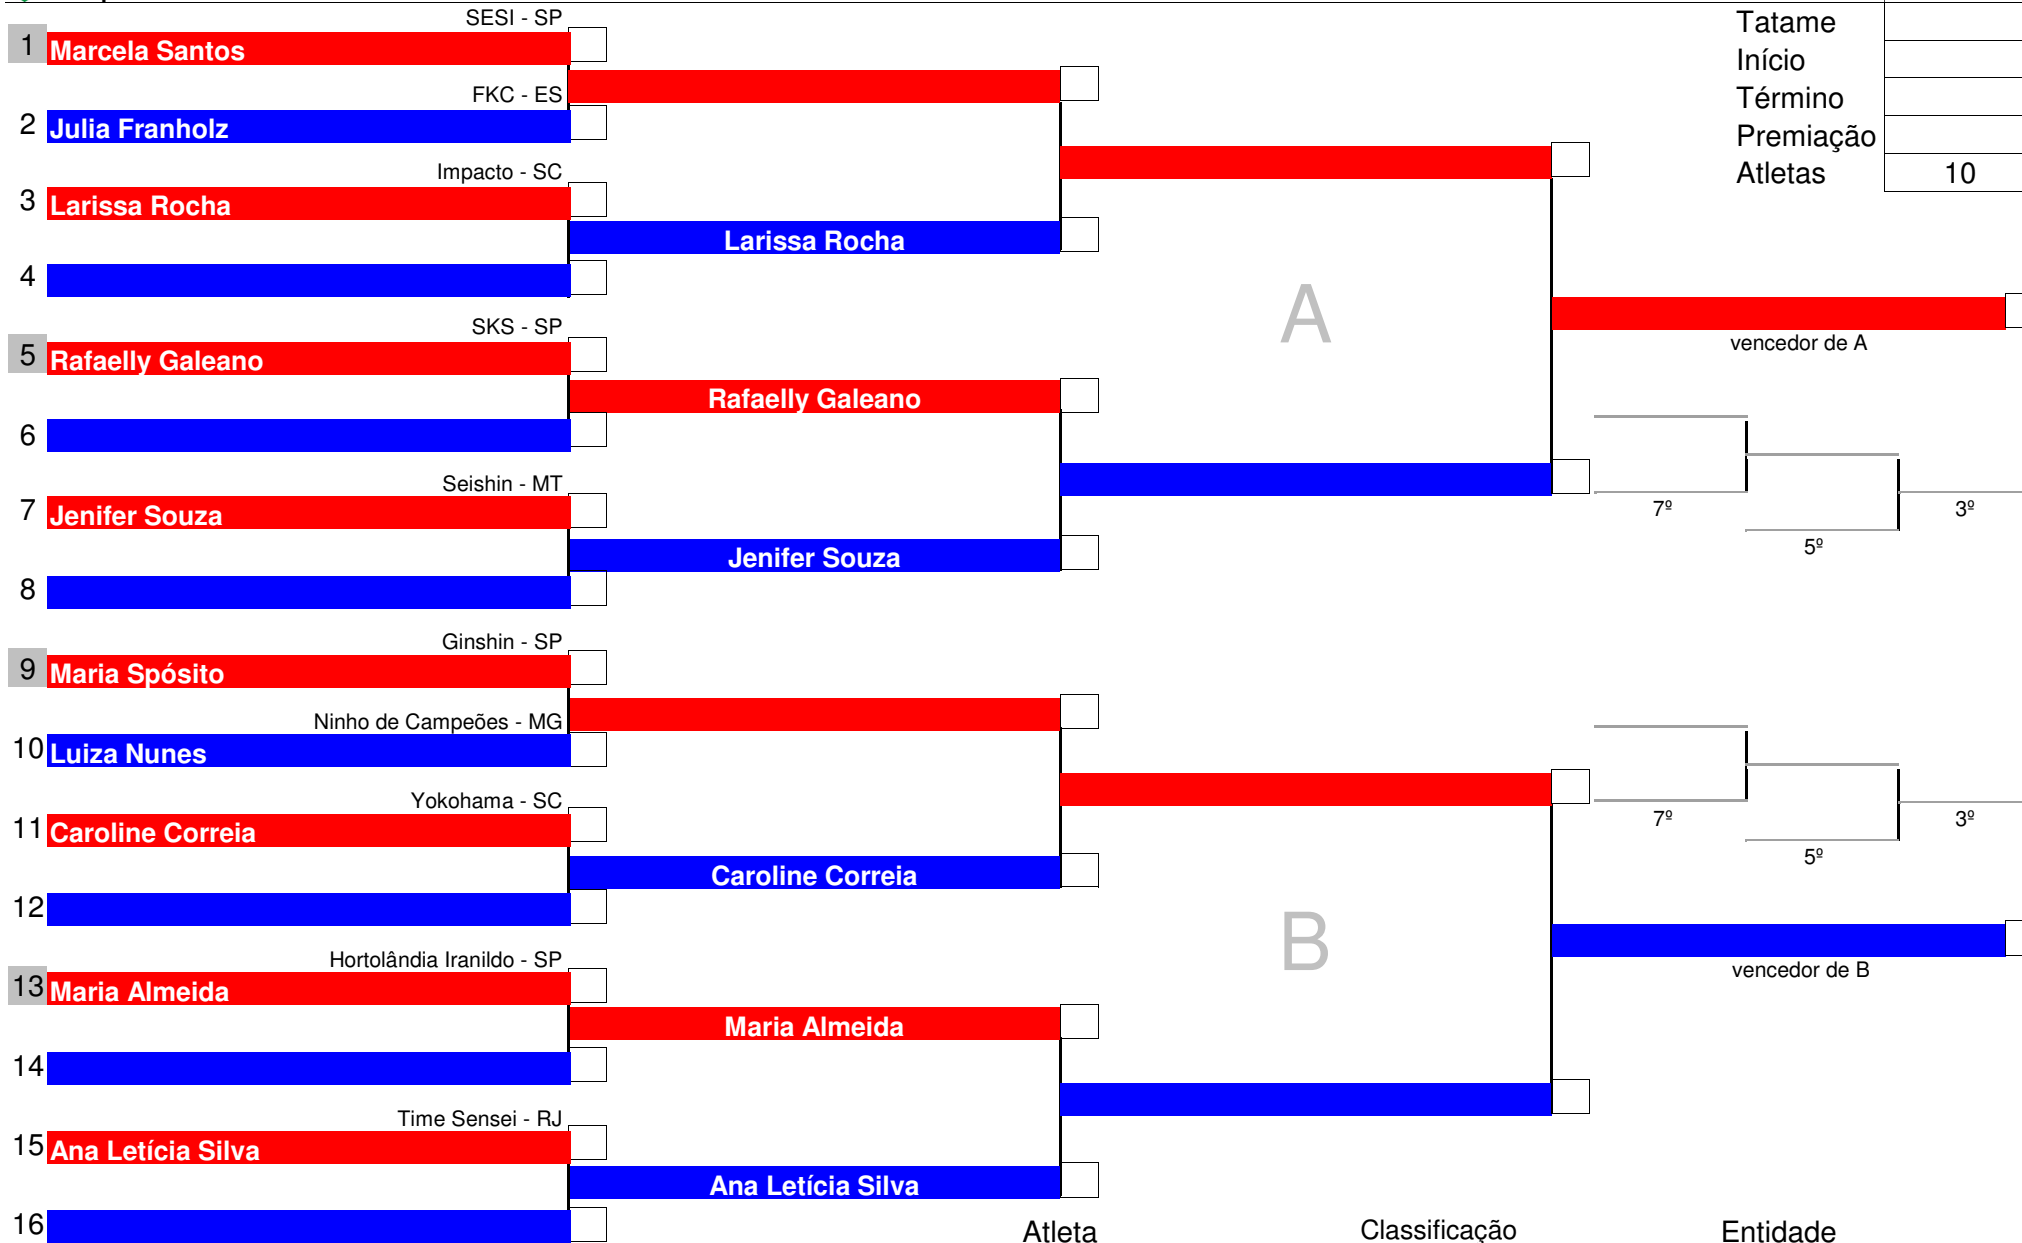 SESI - SP
1 Marcela Santos
FKC - ES
2 Julia Franholz
Impacto - SC
3 Larissa Rocha
Larissa Rocha
4
SKS - SP
5 Rafaelly Galeano
Rafaelly Galeano
6
Seishin - MT
7 Jenifer Souza
Jenifer Souza
8
Ginshin - SP
9 Maria Spósito
Ninho de Campeões - MG
10 Luiza Nunes
Yokohama - SC
11 Caroline Correia
Caroline Correia
12
Hortolândia Iranildo - SP
13 Maria Almeida
Maria Almeida
14
Time Sensei - RJ
15 Ana Letícia Silva
Ana Letícia Silva
16
A
B
Tatame
Início
Término
Premiação
Atletas 10
vencedor de A
7º
3º
5º
7º
3º
5º
vencedor de B
Atleta Classificação Entidade